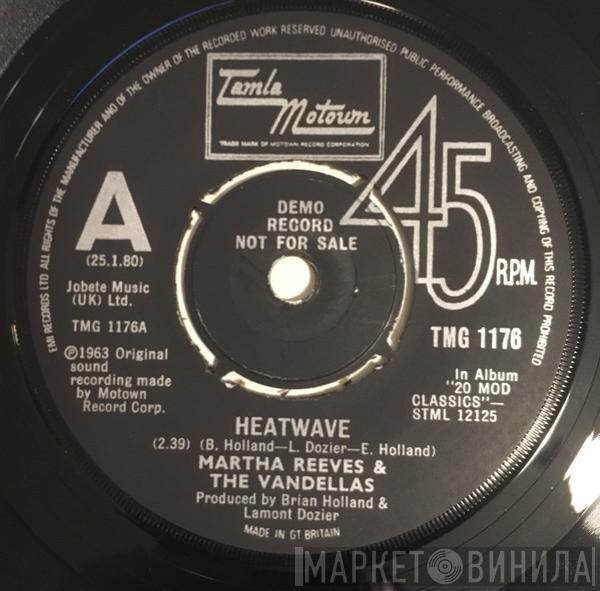 EMI RECORDS LTD ALL RIGHTS OF THE MANUFACTURER AND OF THE OWNER OF THE RECORDED WORK RESERVED UNAUTHORISED PUBLIC PERFORMANCE BROADCASTING AND COPYING OF THIS RECORD PROHIBITED
Tamla
Motown
TRADE MARK OF MOTOWN RECORD CORPORATION
A
(25.1.80)
DEMO
RECORD
NOT FOR SALE
45
R.P.M.
Jobete Music
(UK) Ltd.
TMG 1176A
TMG 1176
℗1963 Original
sound
recording made
by Motown
Record Corp.
In Album
"20 MOD
CLASSICS"—
STML 12125
HEATWAVE
(2.39) (B. Holland—L. Dozier—E. Holland)
MARTHA REEVES &
THE VANDELLAS
Produced by Brian Holland &
Lamont Dozier
MADE IN GT BRITAIN
МАРКЕТ ВИНИЛА